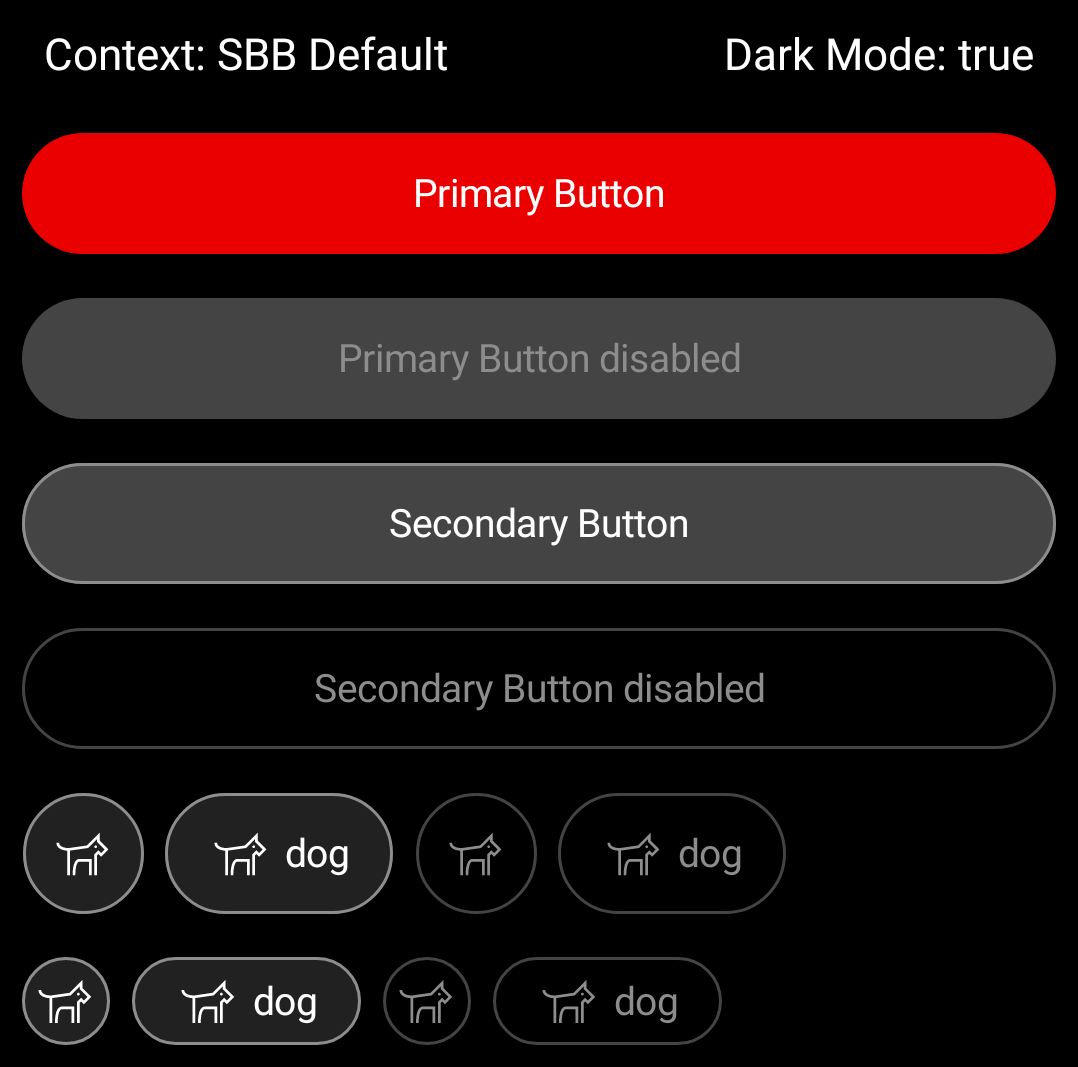 Context: SBB Default
Dark Mode: true
Primary Button
Primary Button disabled
Secondary Button
Secondary Button disabled
dog
dog
dog
dog